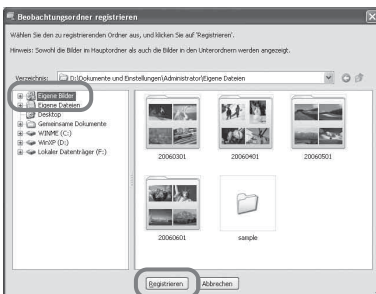 Beobachtungsordner registrieren
Wählen Sie den zu registrierenden Ordner aus, und klicken Sie auf 'Registrieren'.
Hinweis: Sowohl die Bilder im Hauptordner als auch die Bilder in den Unterordnern werden angezeigt.
Verzeichnis: D:\Dokumente und Einstellungen\Administrator\Eigene Dateien
Eigene Bilder
Eigene Dateien
Desktop
Gemeinsame Dokumente
WINME (C:)
WinXP (D:)
Lokaler Datenträger (F:)
20060301 20060401 20060501
20060601 sample
Registrieren Abbrechen